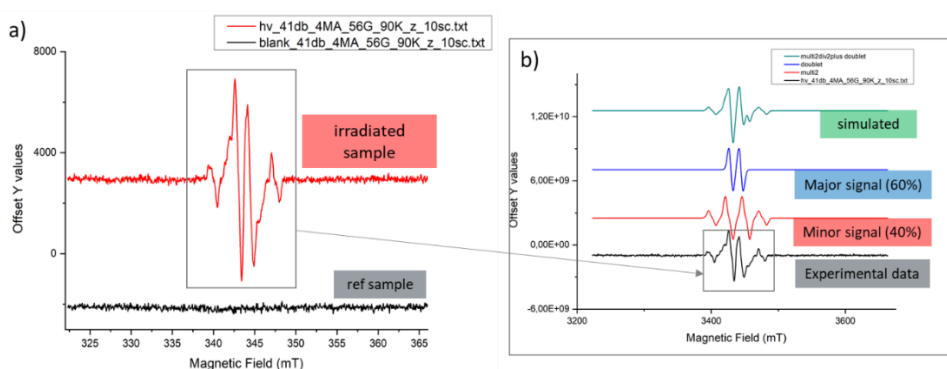 a)
hv_41db_4MA_56G_90K_z_10sc.txt
blank_41db_4MA_56G_90K_z_10sc.txt
8000
4000
0
Offset Y values
irradiated
sample
ref sample
325 330 335 340 345 350 355 360 365
Magnetic Field (mT)
b)
multi2div2plus doublet
doublet
multi2
hv_41db_4MA_56G_90K_z_10sc.txt
1,20E+10
6,00E+09
0,00E+00
-6,00E+09
Offset Y values
simulated
Major signal (60%)
Minor signal (40%)
Experimental data
3200 3400 3600
Magnetic Field (mT)